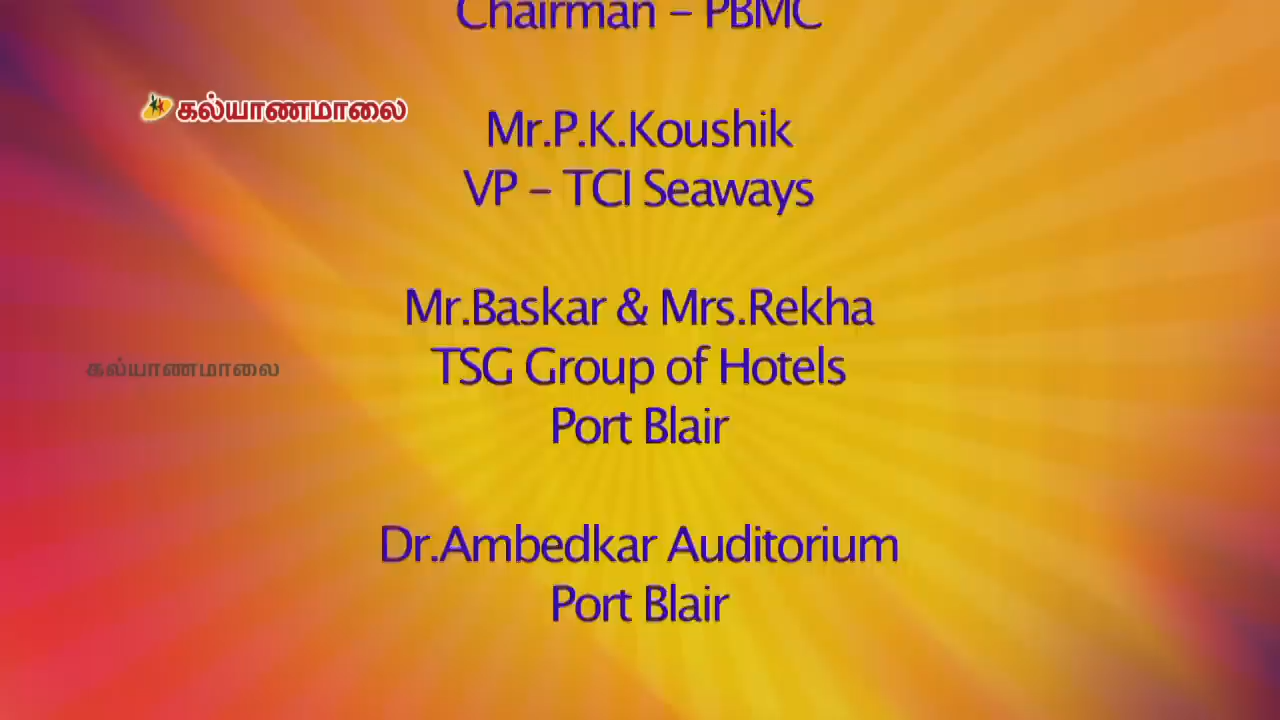 Chairman – PBMC
கல்யாணமாலை
Mr.P.K.Koushik
VP – TCI Seaways
Mr.Baskar & Mrs.Rekha
கல்யாணமாலை
TSG Group of Hotels
Port Blair
Dr.Ambedkar Auditorium
Port Blair